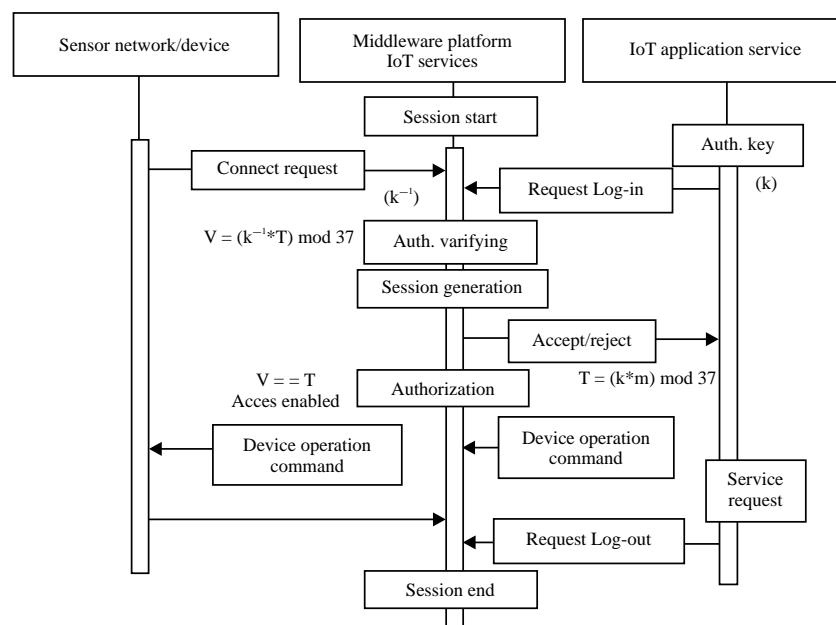 Sensor network/device
Middleware platform
IoT services
IoT application service
Session start
Auth. key
Connect request
(k⁻¹)
Request Log-in
(k)
V = (k⁻¹*T) mod 37
Auth. varifying
Session generation
Accept/reject
V = = T
Acces enabled
Authorization
T = (k*m) mod 37
Device operation
command
Device operation
command
Service
request
Request Log-out
Session end